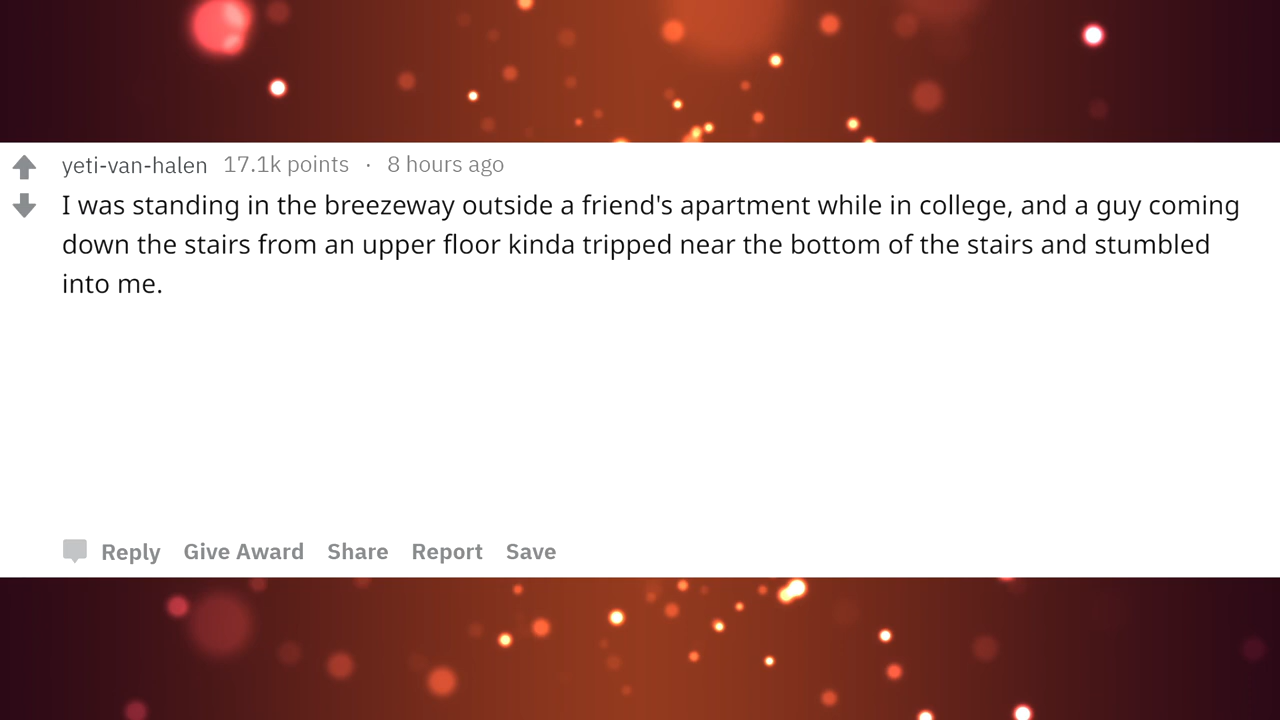 yeti-van-halen 17.1k points · 8 hours ago
I was standing in the breezeway outside a friend's apartment while in college, and a guy coming
down the stairs from an upper floor kinda tripped near the bottom of the stairs and stumbled
into me.
Reply Give Award Share Report Save